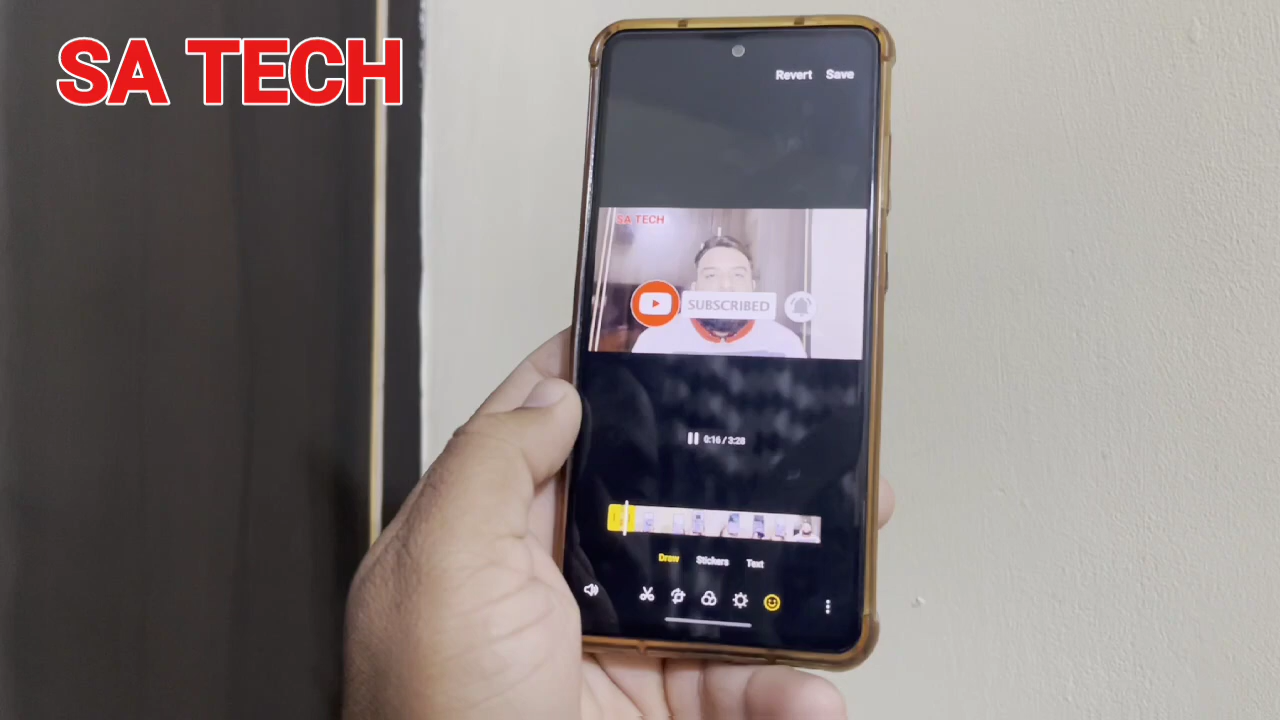 SA TECH
Revert Save
SA TECH
SUBSCRIBED
0:16 / 3:28
Draw Stickers Text